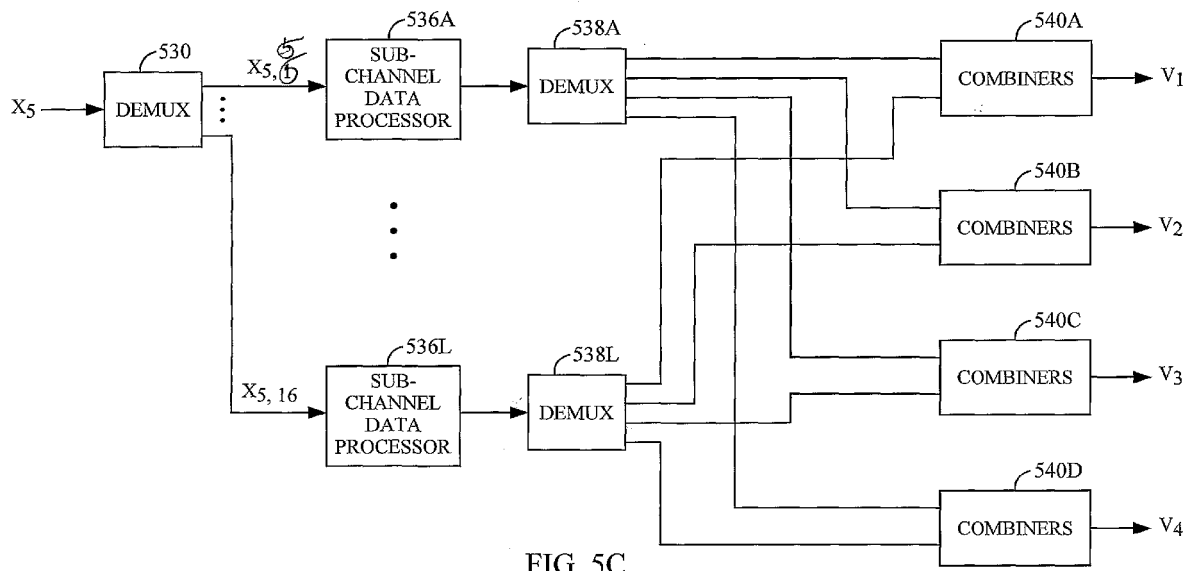 536A
538A
540A
530
5
X5, 1
SUB-
CHANNEL
DATA
PROCESSOR
X5
DEMUX
DEMUX
COMBINERS
V1
540B
COMBINERS
V2
540C
536L
538L
X5, 16
SUB-
CHANNEL
DATA
PROCESSOR
DEMUX
COMBINERS
V3
540D
COMBINERS
V4
FIG. 5C